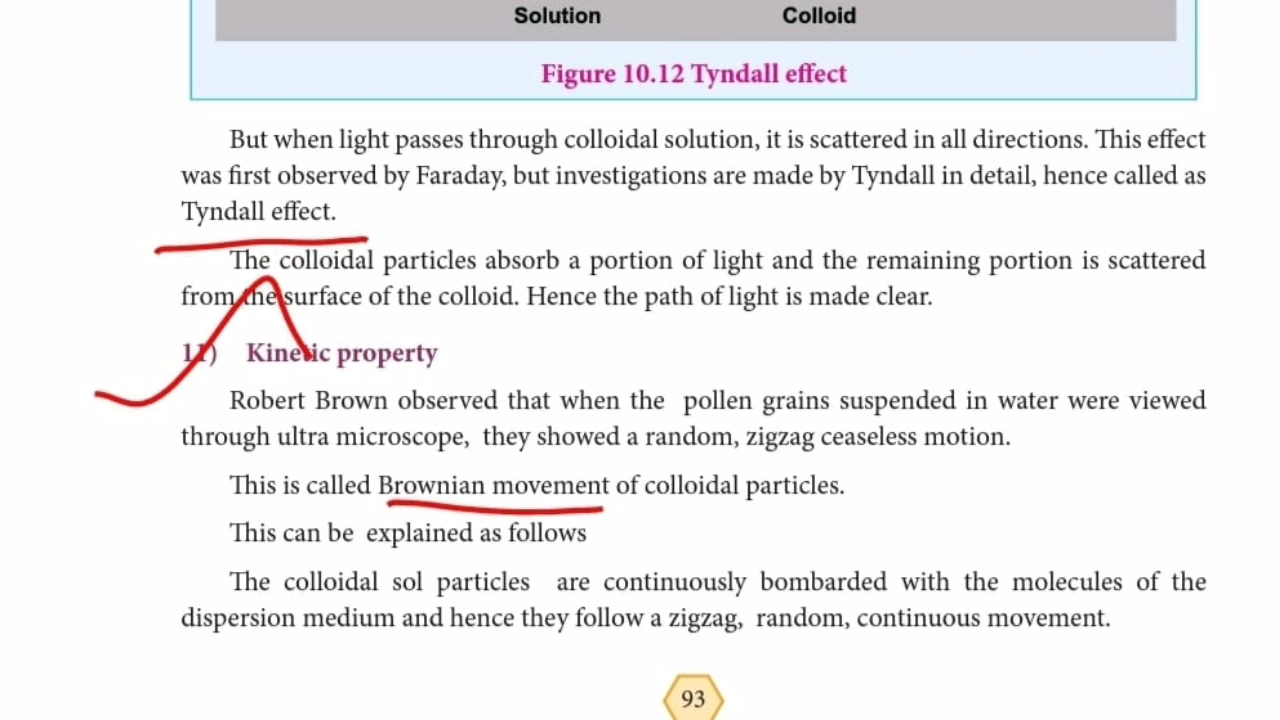 Solution Colloid
Figure 10.12 Tyndall effect
But when light passes through colloidal solution, it is scattered in all directions. This effect
was first observed by Faraday, but investigations are made by Tyndall in detail, hence called as
Tyndall effect.
The colloidal particles absorb a portion of light and the remaining portion is scattered
from the surface of the colloid. Hence the path of light is made clear.
11) Kinetic property
Robert Brown observed that when the pollen grains suspended in water were viewed
through ultra microscope, they showed a random, zigzag ceaseless motion.
This is called Brownian movement of colloidal particles.
This can be explained as follows
The colloidal sol particles are continuously bombarded with the molecules of the
dispersion medium and hence they follow a zigzag, random, continuous movement.
93